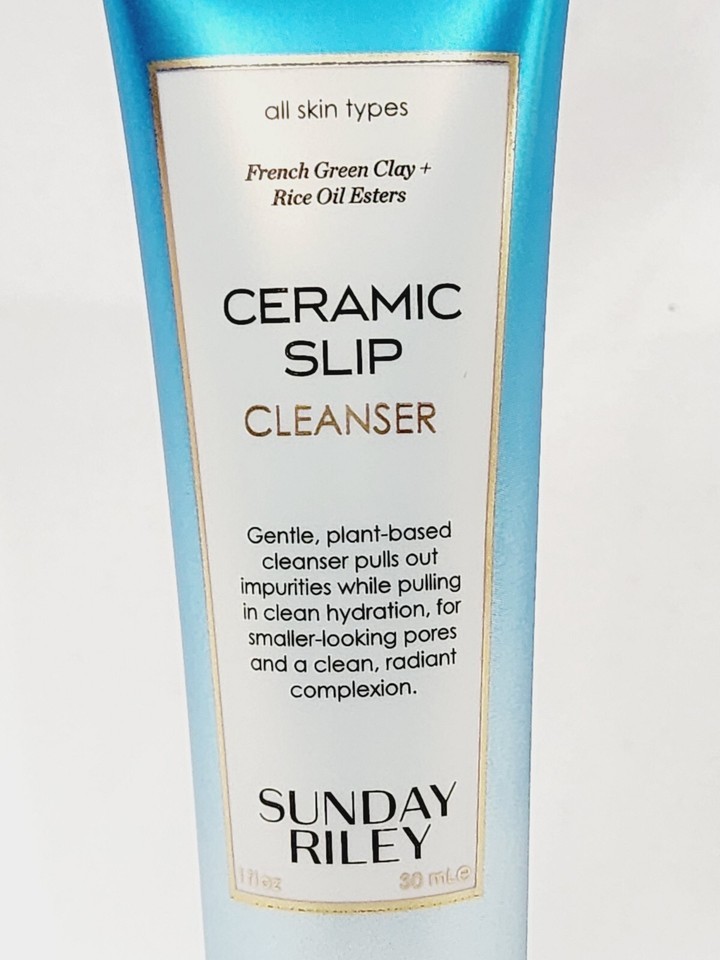 all skin types
French Green Clay +
Rice Oil Esters
CERAMIC
SLIP
CLEANSER
Gentle, plant-based
cleanser pulls out
impurities while pulling
in clean hydration, for
smaller-looking pores
and a clean, radiant
complexion.
SUNDAY
RILEY
1 fl oz 30 mL e